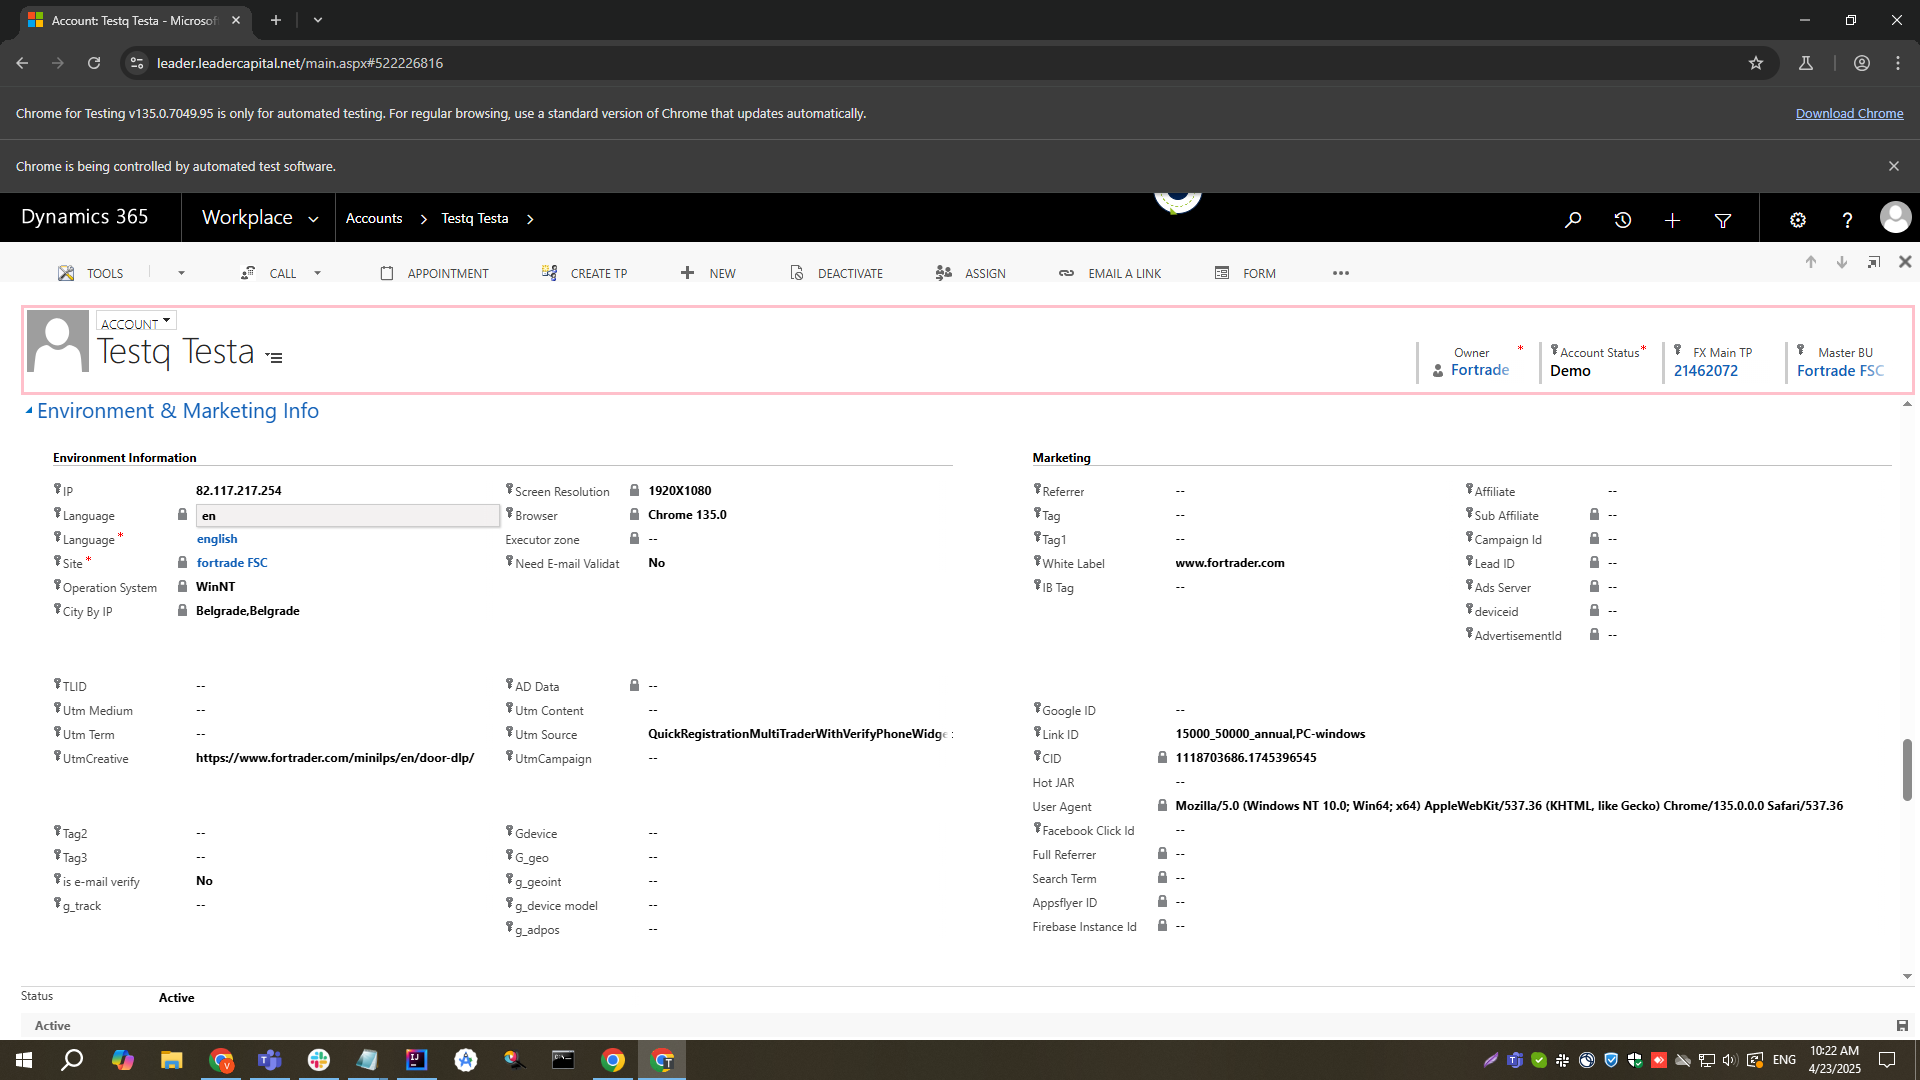 Account: Testq Testa - Microsof
leader.leadercapital.net/main.aspx#522226816
Chrome for Testing v135.0.7049.95 is only for automated testing. For regular browsing, use a standard version of Chrome that updates automatically.
Download Chrome
Chrome is being controlled by automated test software.
Dynamics 365
Workplace
Accounts
Testq Testa
TOOLS
CALL
APPOINTMENT
CREATE TP
NEW
DEACTIVATE
ASSIGN
EMAIL A LINK
FORM
ACCOUNT
Testq Testa
Owner *
Fortrade
Account Status *
Demo
FX Main TP
21462072
Master BU
Fortrade FSC
Environment & Marketing Info
Environment Information
IP 82.117.217.254
Language en
Language * english
Site * fortrade FSC
Operation System WinNT
City By IP Belgrade,Belgrade
Screen Resolution 1920X1080
Browser Chrome 135.0
Executor zone --
Need E-mail Validat No
Marketing
Referrer --
Tag --
Tag1 --
White Label www.fortrader.com
IB Tag --
Affiliate --
Sub Affiliate --
Campaign Id --
Lead ID --
Ads Server --
deviceid --
AdvertisementId --
TLID --
Utm Medium --
Utm Term --
UtmCreative https://www.fortrader.com/minilps/en/door-dlp/
AD Data --
Utm Content --
Utm Source QuickRegistrationMultiTraderWithVerifyPhoneWidge
UtmCampaign --
Google ID --
Link ID 15000_50000_annual,PC-windows
CID 1118703686.1745396545
Hot JAR --
User Agent Mozilla/5.0 (Windows NT 10.0; Win64; x64) AppleWebKit/537.36 (KHTML, like Gecko) Chrome/135.0.0.0 Safari/537.36
Facebook Click Id --
Full Referrer --
Search Term --
Appsflyer ID --
Firebase Instance Id --
Tag2 --
Tag3 --
is e-mail verify No
g_track --
Gdevice --
G_geo --
g_geoint --
g_device model --
g_adpos --
Status Active
Active
ENG
10:22 AM
4/23/2025